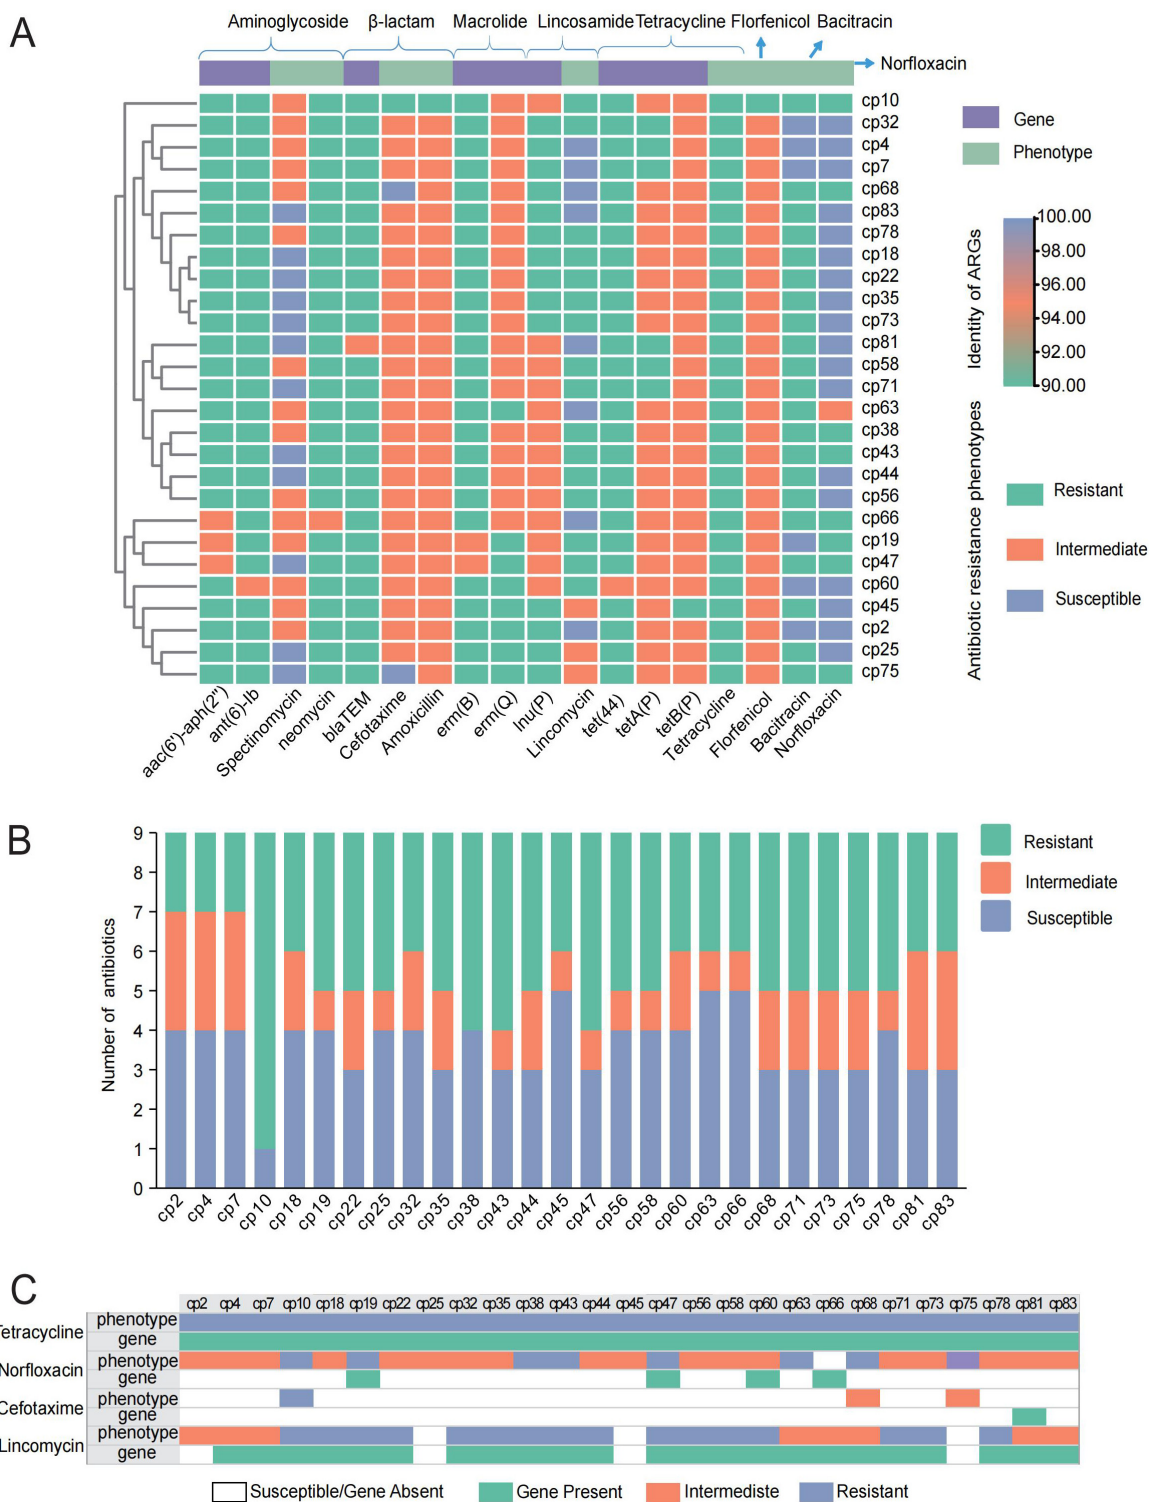 A
Aminoglycoside β-lactam Macrolide Lincosamide Tetracycline Florfenicol Bacitracin
Norfloxacin
cp10
cp32
cp4
cp7
cp68
cp83
cp78
cp18
cp22
cp35
cp73
cp81
cp58
cp71
cp63
cp38
cp43
cp44
cp56
cp66
cp19
cp47
cp60
cp45
cp2
cp25
cp75
Gene
Phenotype
Identity of ARGs
100.00
98.00
96.00
94.00
92.00
90.00
Antibiotic resistance phenotypes
Resistant
Intermediate
Susceptible
aac(6')-aph(2")
ant(6)-Ib
Spectinomycin
neomycin
blaTEM
Cefotaxime
Amoxicillin
erm(B)
erm(Q)
lnu(P)
Lincomycin
tet(44)
tetA(P)
tetB(P)
Tetracycline
Florfenicol
Bacitracin
Norfloxacin
B
Number of antibiotics
9
8
7
6
5
4
3
2
1
0
cp2 cp4 cp7 cp10 cp18 cp19 cp22 cp25 cp32 cp35 cp38 cp43 cp44 cp45 cp47 cp56 cp58 cp60 cp63 cp66 cp68 cp71 cp73 cp75 cp78 cp81 cp83
Resistant
Intermediate
Susceptible
C
cp2 cp4 cp7 cp10 cp18 cp19 cp22 cp25 cp32 cp35 cp38 cp43 cp44 cp45 cp47 cp56 cp58 cp60 cp63 cp66 cp68 cp71 cp73 cp75 cp78 cp81 cp83
etracycline
phenotype
gene
Norfloxacin
phenotype
gene
Cefotaxime
phenotype
gene
Lincomycin
phenotype
gene
Susceptible/Gene Absent Gene Present Intermediste Resistant